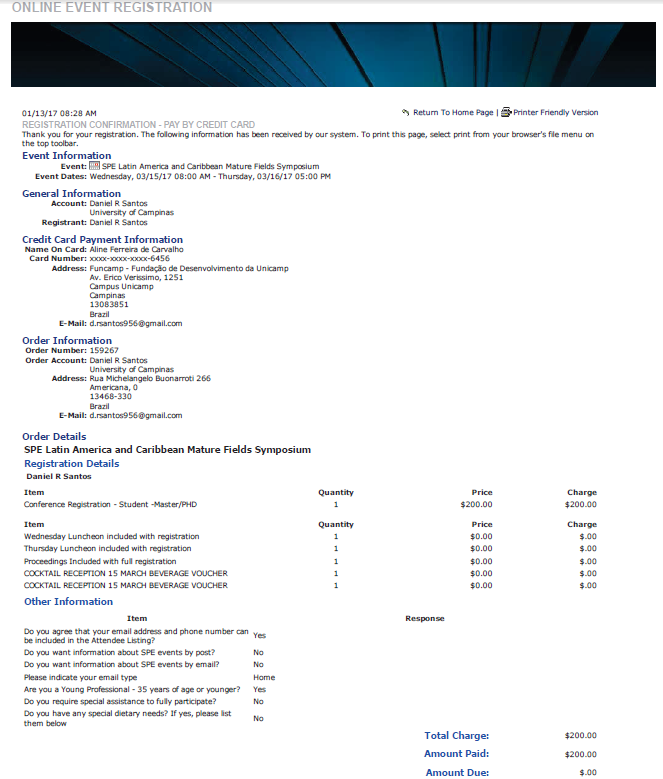 ONLINE EVENT REGISTRATION
01/13/17 08:28 AM
Return To Home Page | Printer Friendly Version
REGISTRATION CONFIRMATION - PAY BY CREDIT CARD
Thank you for your registration. The following information has been received by our system. To print this page, select print from your browser's file menu on
the top toolbar.
Event Information
Event: SPE Latin America and Caribbean Mature Fields Symposium
Event Dates: Wednesday, 03/15/17 08:00 AM - Thursday, 03/16/17 05:00 PM
General Information
Account: Daniel R Santos
University of Campinas
Registrant: Daniel R Santos
Credit Card Payment Information
Name On Card: Aline Ferreira de Carvalho
Card Number: xxxx-xxxx-xxxx-6456
Address: Funcamp - Fundação de Desenvolvimento da Unicamp
Av. Erico Verissimo, 1251
Campus Unicamp
Campinas
13083851
Brazil
E-Mail: d.rsantos956@gmail.com
Order Information
Order Number: 159267
Order Account: Daniel R Santos
University of Campinas
Address: Rua Michelangelo Buonarroti 266
Americana, 0
13468-330
Brazil
E-Mail: d.rsantos956@gmail.com
Order Details
SPE Latin America and Caribbean Mature Fields Symposium
Registration Details
Daniel R Santos
Item Quantity Price Charge
Conference Registration - Student -Master/PHD 1 $200.00 $200.00
Item Quantity Price Charge
Wednesday Luncheon included with registration 1 $0.00 $.00
Thursday Luncheon included with registration 1 $0.00 $.00
Proceedings Included with full registration 1 $0.00 $.00
COCKTAIL RECEPTION 15 MARCH BEVERAGE VOUCHER 1 $0.00 $.00
COCKTAIL RECEPTION 15 MARCH BEVERAGE VOUCHER 1 $0.00 $.00
Other Information
Item Response
Do you agree that your email address and phone number can
be included in the Attendee Listing? Yes
Do you want information about SPE events by post? No
Do you want information about SPE events by email? No
Please indicate your email type Home
Are you a Young Professional - 35 years of age or younger? Yes
Do you require special assistance to fully participate? No
Do you have any special dietary needs? If yes, please list
them below No
Total Charge: $200.00
Amount Paid: $200.00
Amount Due: $.00